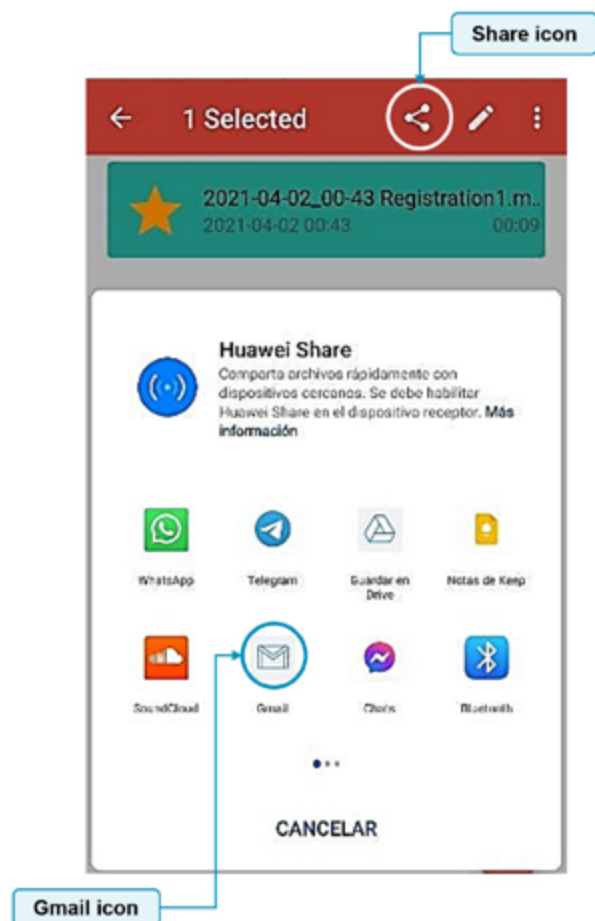 Share icon
1 Selected
2021-04-02_00-43 Registration1.m..
2021-04-02 00:43 00:09
Huawei Share
Comparta archivos rápidamente con
dispositivos cercanos. Se debe habilitar
Huawei Share en el dispositivo receptor. Más
información
WhatsApp Telegram Guardar en Notas de Keep
Drive
SoundCloud Gmail Chats Bluetooth
CANCELAR
Gmail icon